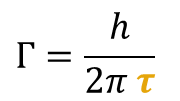 Γ = h / 2π τ